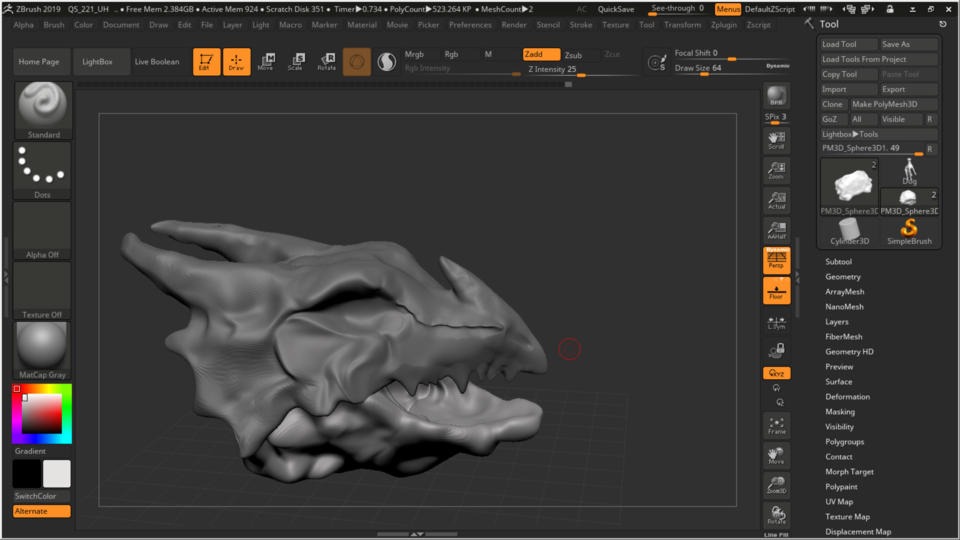 ZBrush 2019 QS_221_UH .. ● Free Mem 2.384GB ● Active Mem 924 ● Scratch Disk 351 ● Timer▶0.734 ● PolyCount▶523.264 KP ● MeshCount▶2 AC QuickSave See-through 0 Menus DefaultZScript
Alpha Brush Color Document Draw Edit File Layer Light Macro Marker Material Movie Picker Preferences Render Stencil Stroke Texture Tool Transform Zplugin Zscript
Tool
Home Page LightBox Live Boolean
Edit Draw Move Scale Rotate
Mrgb Rgb M
Rgb Intensity
Zadd Zsub Zcut
Z Intensity 25
S
Focal Shift 0
Draw Size 64 Dynamic
Standard
Dots
Alpha Off
Texture Off
MatCap Gray
Gradient
SwitchColor
Alternate
BPR
SPix 3
Scroll
Zoom
Actual
AAHalf
Dynamic
Persp
Floor
L.Sym
XYZ
Frame
Move
Zoom3D
Rotate
Line Fill
Load Tool Save As
Load Tools From Project
Copy Tool Paste Tool
Import Export
Clone Make PolyMesh3D
GoZ All Visible R
Lightbox▶Tools
PM3D_Sphere3D1. 49 R
2
Dog
2
PM3D_Sphere3D PM3D_Sphere3D
Cylinder3D SimpleBrush
Subtool
Geometry
ArrayMesh
NanoMesh
Layers
FiberMesh
Geometry HD
Preview
Surface
Deformation
Masking
Visibility
Polygroups
Contact
Morph Target
Polypaint
UV Map
Texture Map
Displacement Map